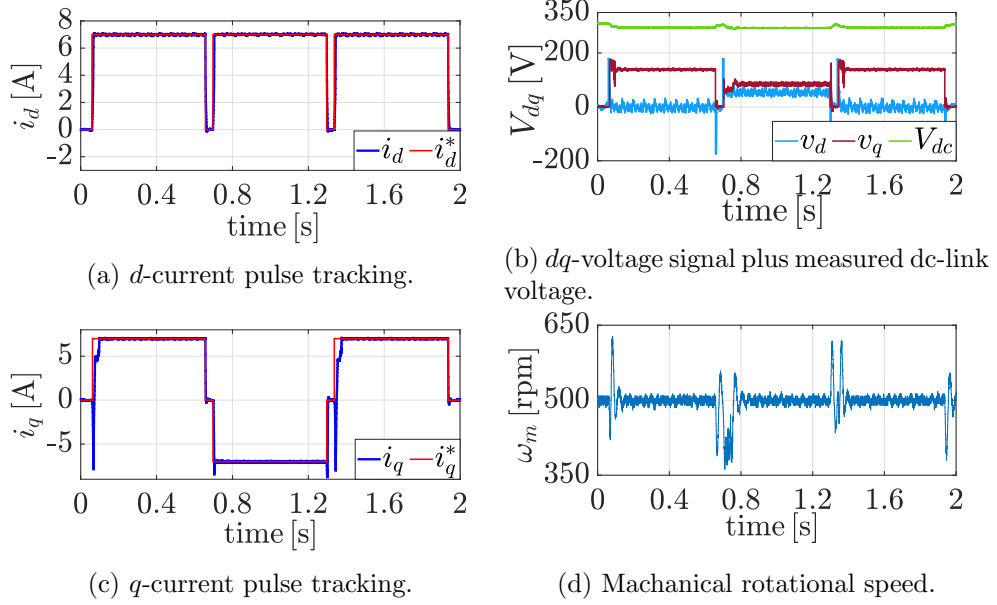 8
6
4
2
0
-2
i_d [A]
i_d i_d^*
0 0.4 0.8 1.2 1.6 2
time [s]
(a) d-current pulse tracking.
350
200
0
-200
V_{dq} [V]
v_d v_q V_{dc}
0 0.4 0.8 1.2 1.6 2
time [s]
(b) dq-voltage signal plus measured dc-link
voltage.
5
0
-5
i_q [A]
i_q i_q^*
0 0.4 0.8 1.2 1.6 2
time [s]
(c) q-current pulse tracking.
650
500
350
ω_m [rpm]
0 0.4 0.8 1.2 1.6 2
time [s]
(d) Machanical rotational speed.